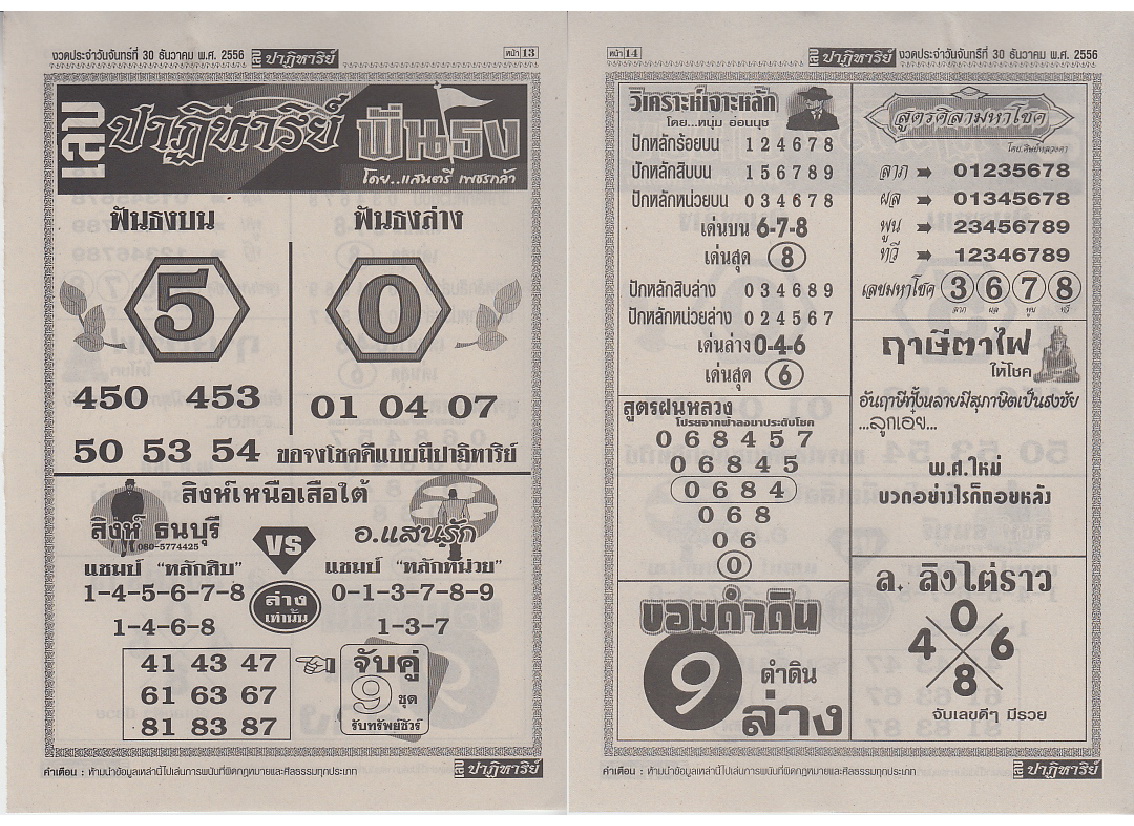 งวดประจำวันจันทร์ที่ 30 ธันวาคม พ.ศ. 2556 เลข ปาฏิหาริย์ หน้า 13
เลข ปาฏิหาริย์ ฟันธง
โดย..แสนตรี เพชรกล้า
ฟันธงบน ฟันธงล่าง
5 0
450 453 01 04 07
50 53 54 ขอจงโชคดีแบบมีปาฏิหาริย์
สิงห์เหนือเสือใต้
สิงห์ ธนบุรี VS อ.แสนรัก
080-5774425
แชมป์ "หลักสิบ" แชมป์ "หลักหน่วย"
1-4-5-6-7-8 ล่าง 0-1-3-7-8-9
เท่านั้น
1-4-6-8 1-3-7
41 43 47 จับคู่
61 63 67 9 ชุด
81 83 87 รับทรัพย์ชัวร์
คำเตือน : ห้ามนำข้อมูลเหล่านี้ไปเล่นการพนันที่ผิดกฎหมายและศีลธรรมทุกประเภท เลข ปาฏิหาริย์
หน้า 14 เลข ปาฏิหาริย์ งวดประจำวันจันทร์ที่ 30 ธันวาคม พ.ศ. 2556
วิเคราะห์เจาะหลัก
โดย...หนุ่ม อ่อนนุช
ปักหลักร้อยบน 1 2 4 6 7 8
ปักหลักสิบบน 1 5 6 7 8 9
ปักหลักหน่วยบน 0 3 4 6 7 8
เด่นบน 6-7-8
เด่นสุด 8
ปักหลักสิบล่าง 0 3 4 6 8 9
ปักหลักหน่วยล่าง 0 2 4 5 6 7
เด่นล่าง 0-4-6
เด่นสุด 6
สูตรศิลามหาโชค
ลาภ 01235678
ผล 01345678
พูน 23456789
ทวี 12346789
เลขมหาโชค 3 6 7 8
ลาภ ผล พูน ทวี
ฤาษีตาไฟ
ให้โชค
อันฤาษีทั้งหลายมีสุภาษิตเป็นธงชัย
...ลูกเอ๋ย...
พ.ศ.ใหม่
บวกอย่างไรก็ถอยหลัง
สูตรฝนหลวง
โปรยจากฟ้าลงมาประดับโชค
0 6 8 4 5 7
0 6 8 4 5
0 6 8 4
0 6 8
0 6
0
ขอมดำดิน
9 ดำดิน
ล่าง
ล. ลิงไต่ราว
0
4 6
8
จับเลขดีๆ มีรวย
คำเตือน : ห้ามนำข้อมูลเหล่านี้ไปเล่นการพนันที่ผิดกฎหมายและศีลธรรมทุกประเภท เลข ปาฏิหาริย์